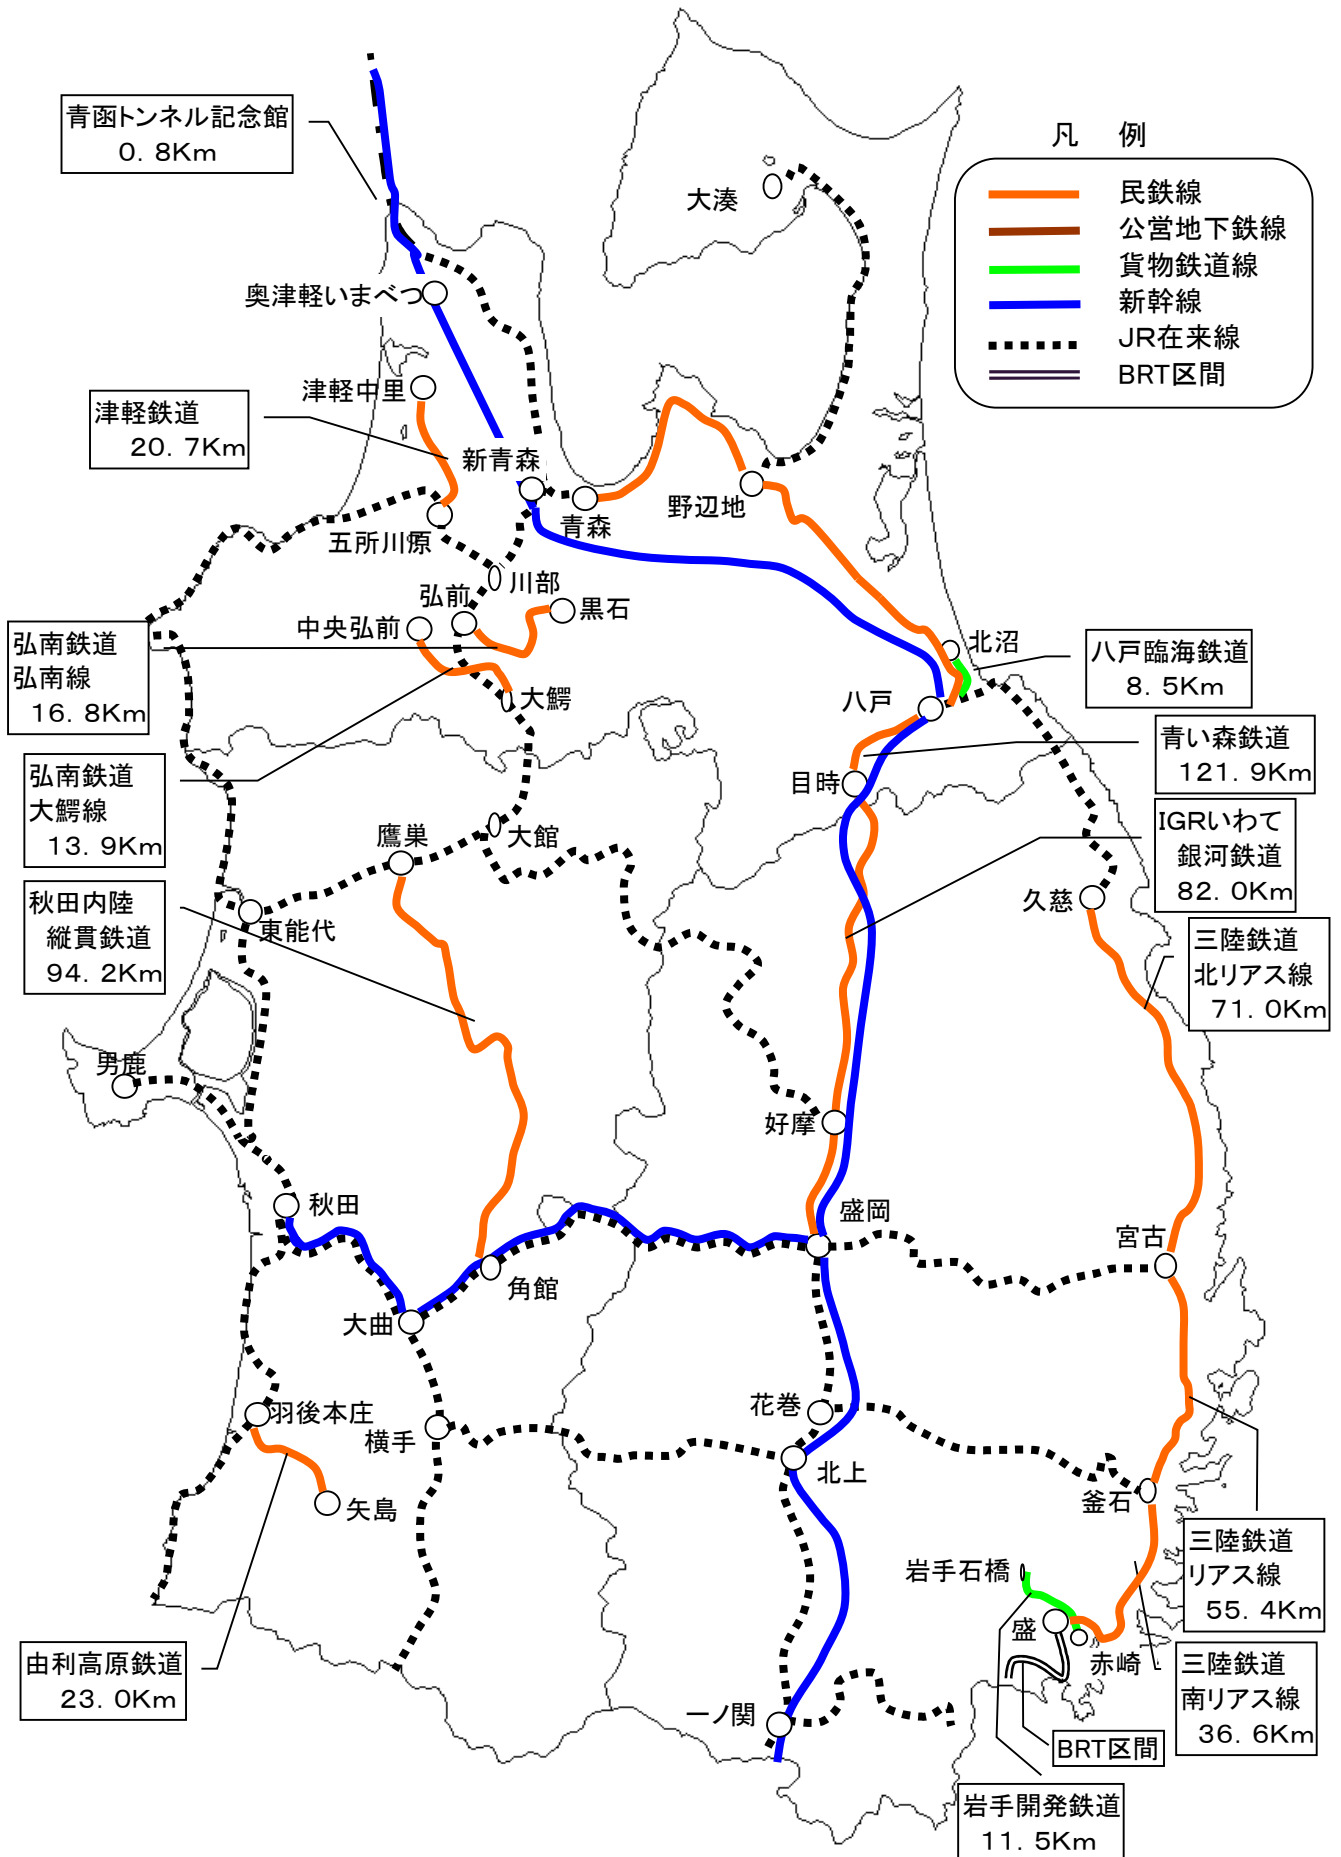 青函トンネル記念館
0. 8Km
凡 例
民鉄線
公営地下鉄線
貨物鉄道線
新幹線
JR在来線
BRT区間
大湊
奥津軽いまべつ
津軽中里
津軽鉄道
20. 7Km
新青森
青森
野辺地
五所川原
川部
弘前
黒石
中央弘前
弘南鉄道
弘南線
16. 8Km
北沼
八戸臨海鉄道
8. 5Km
大鰐
八戸
青い森鉄道
121. 9Km
弘南鉄道
大鰐線
13. 9Km
目時
IGRいわて
銀河鉄道
82. 0Km
鷹巣
大館
秋田内陸
縦貫鉄道
94. 2Km
久慈
東能代
三陸鉄道
北リアス線
71. 0Km
男鹿
好摩
秋田
盛岡
宮古
角館
大曲
花巻
羽後本庄
横手
北上
矢島
釜石
三陸鉄道
リアス線
55. 4Km
岩手石橋
盛
赤崎
由利高原鉄道
23. 0Km
三陸鉄道
南リアス線
36. 6Km
一ノ関
BRT区間
岩手開発鉄道
11. 5Km